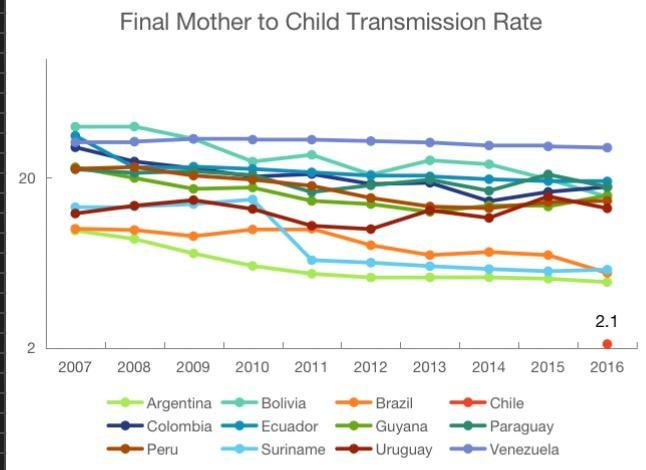 Final Mother to Child Transmission Rate
20
2.1
2
2007 2008 2009 2010 2011 2012 2013 2014 2015 2016
Argentina Bolivia Brazil Chile
Colombia Ecuador Guyana Paraguay
Peru Suriname Uruguay Venezuela